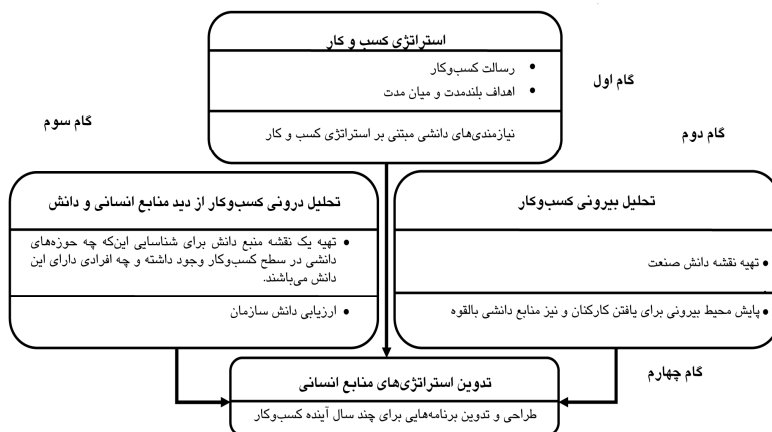 استراتژی کسب و کار
• رسالت کسب‌وکار
• اهداف بلندمدت و میان مدت
نیازمندی‌های دانشی مبتنی بر استراتژی کسب و کار
گام اول
گام دوم
گام سوم
تحلیل بیرونی کسب‌وکار
• تهیه نقشه دانش صنعت
• پایش محیط بیرونی برای یافتن کارکنان و نیز منابع دانشی بالقوه
تحلیل درونی کسب‌وکار از دید منابع انسانی و دانش
• تهیه یک نقشه منبع دانش برای شناسایی این‌که چه حوزه‌های
دانشی در سطح کسب‌وکار وجود داشته و چه افرادی دارای این
دانش می‌باشند.
• ارزیابی دانش سازمان
گام چهارم
تدوین استراتژی‌های منابع انسانی
طراحی و تدوین برنامه‌هایی برای چند سال آینده کسب‌وکار